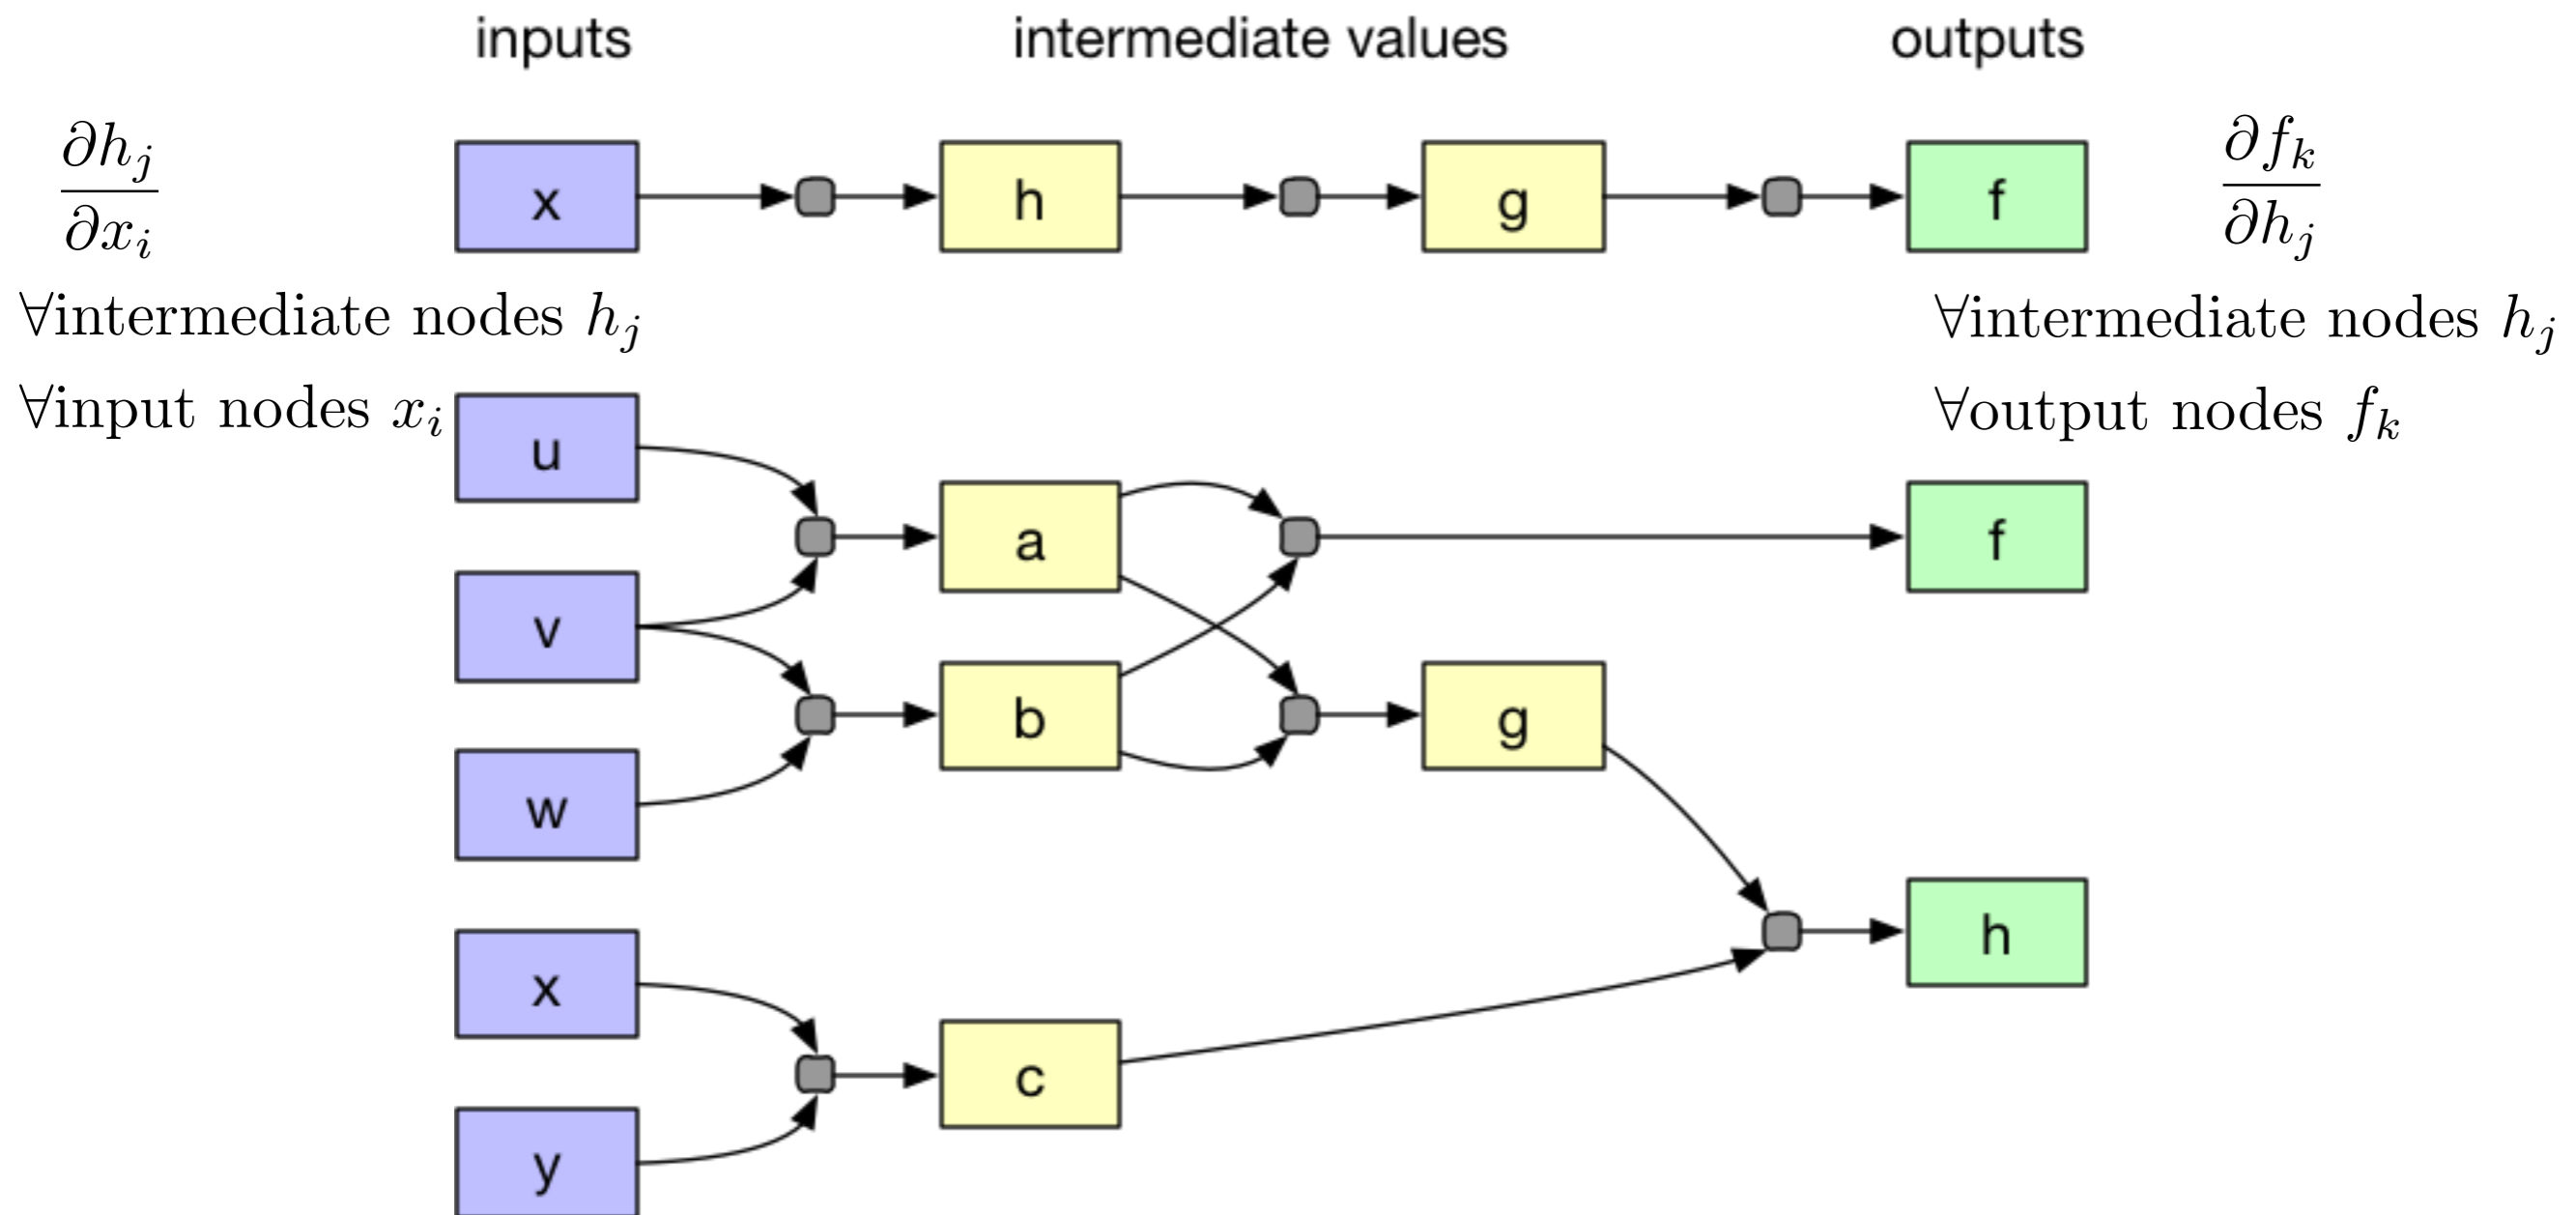 inputs intermediate values outputs
∂h_j/∂x_i
x h g f
∂f_k/∂h_j
∀intermediate nodes h_j
∀intermediate nodes h_j
∀input nodes x_i
∀output nodes f_k
u
a f
v
b g
w
x h
c
y